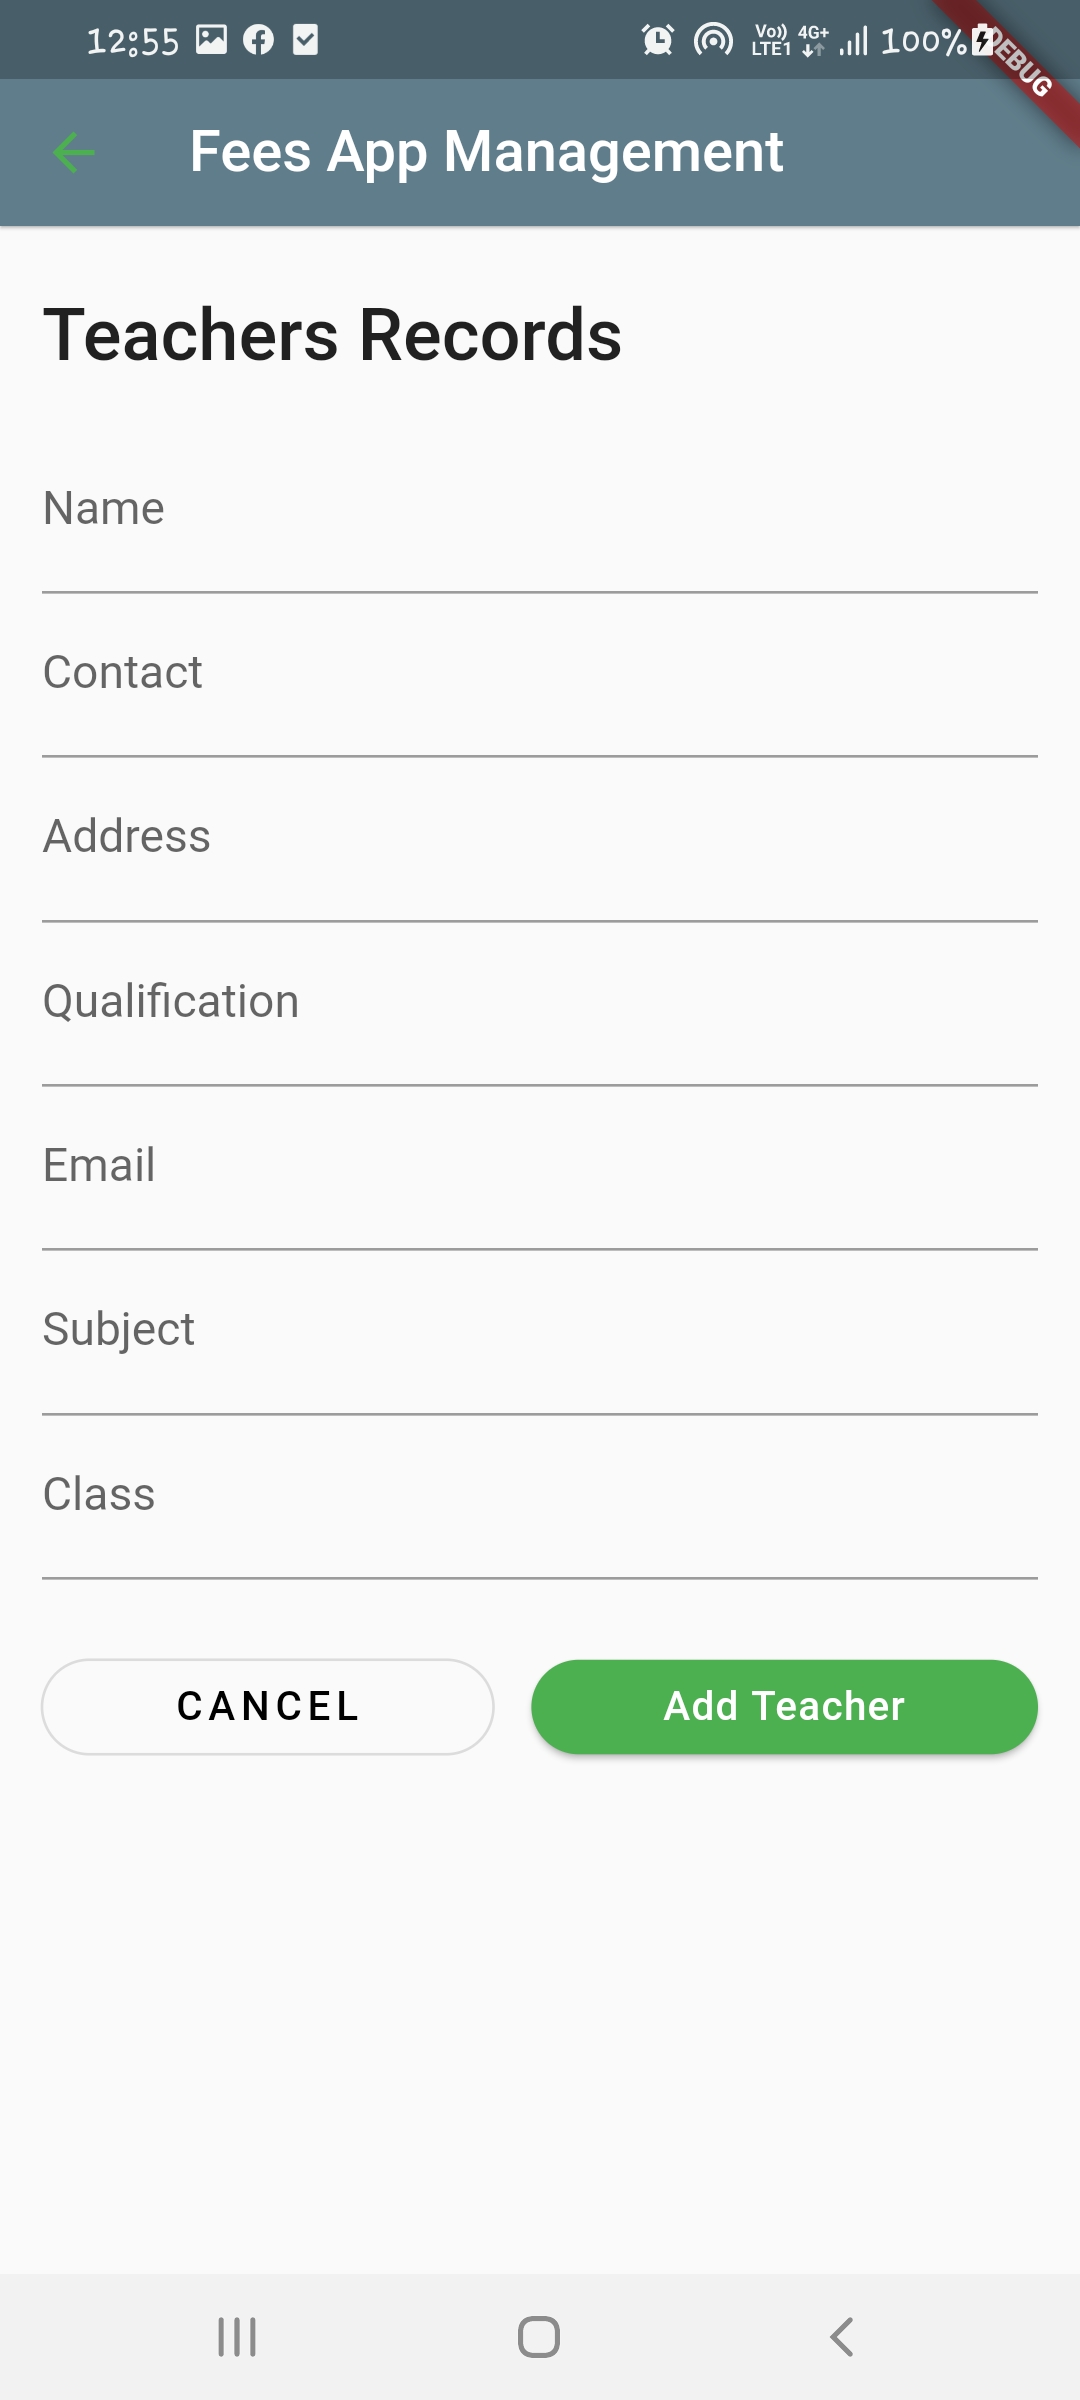 12:55 Vo)) LTE1 4G+ 100%
DEBUG
Fees App Management
Teachers Records
Name
Contact
Address
Qualification
Email
Subject
Class
CANCEL Add Teacher